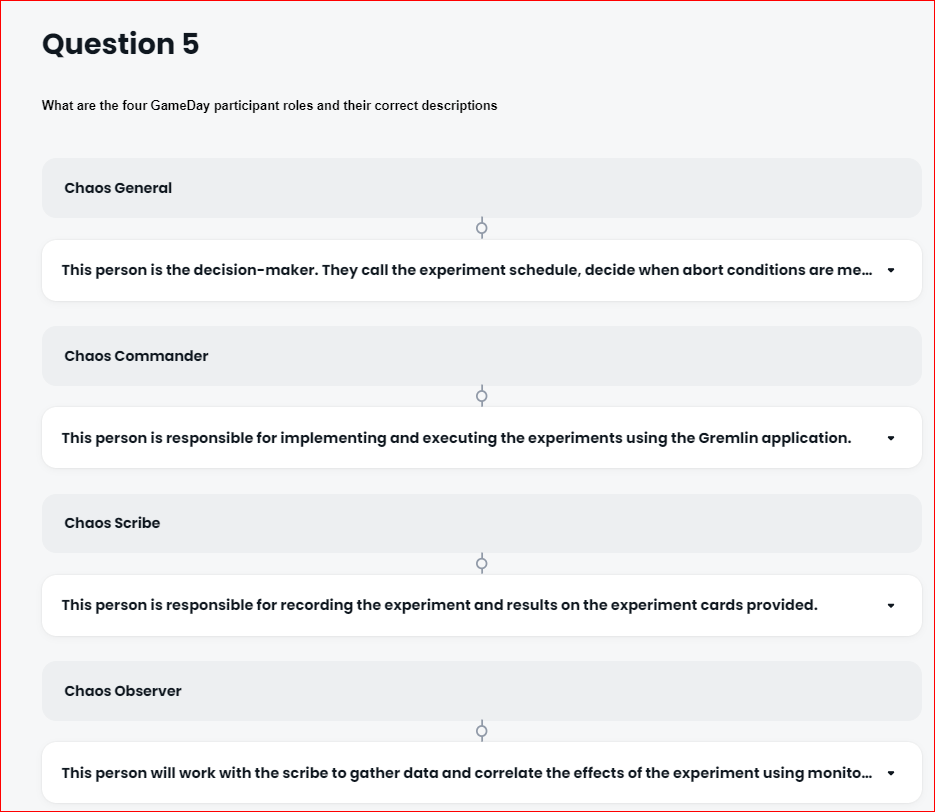 Question 5
What are the four GameDay participant roles and their correct descriptions
Chaos General
This person is the decision-maker. They call the experiment schedule, decide when abort conditions are me...
Chaos Commander
This person is responsible for implementing and executing the experiments using the Gremlin application.
Chaos Scribe
This person is responsible for recording the experiment and results on the experiment cards provided.
Chaos Observer
This person will work with the scribe to gather data and correlate the effects of the experiment using monito...